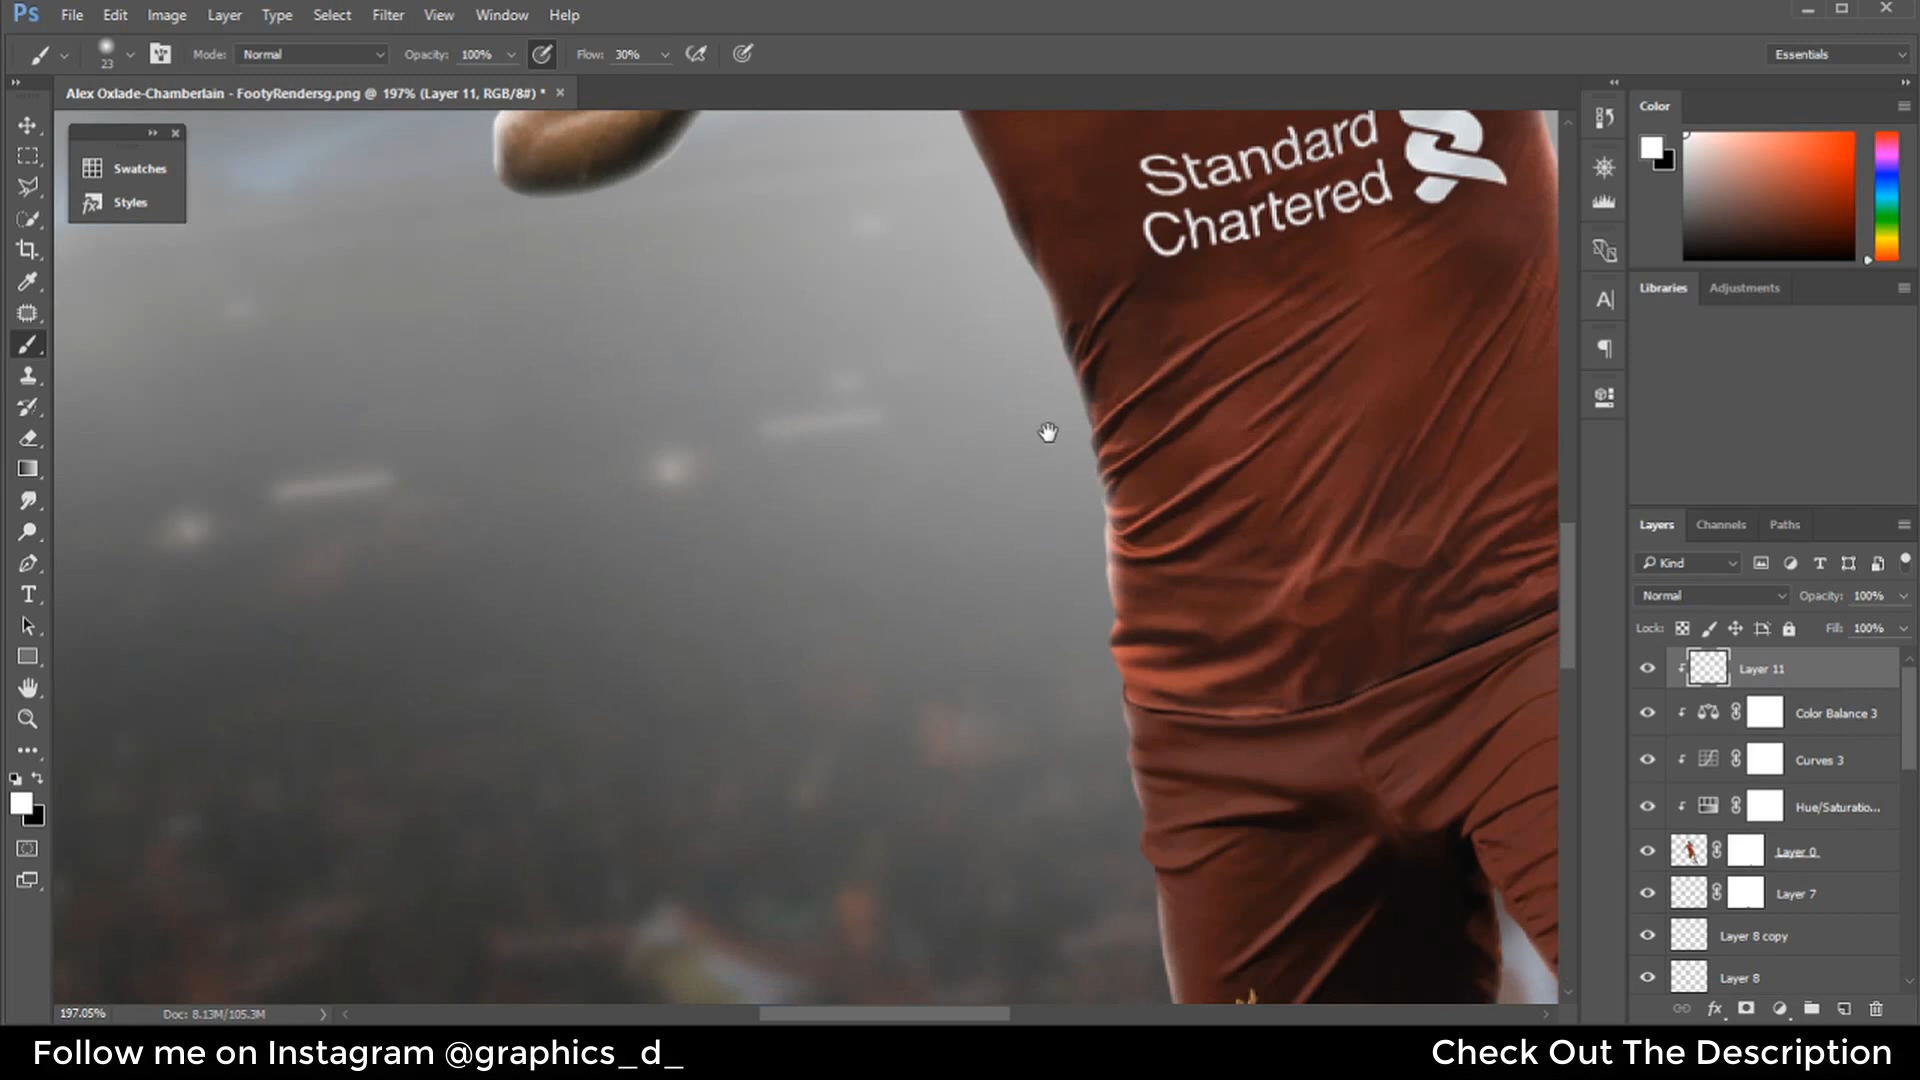 Ps File Edit Image Layer Type Select Filter View Window Help
23 Mode: Normal Opacity: 100% Flow: 30% Essentials
Alex Oxlade-Chamberlain - FootyRendersg.png @ 197% (Layer 11, RGB/8#) *
Swatches
Styles
Standard
Chartered
Color
Libraries Adjustments
Layers Channels Paths
Kind
Normal Opacity: 100%
Lock: Fill: 100%
Layer 11
Color Balance 3
Curves 3
Hue/Saturatio...
Layer 0
Layer 7
Layer 8 copy
Layer 8
197.05% Doc: 8.13M/105.3M
Follow me on Instagram @graphics_d_ Check Out The Description